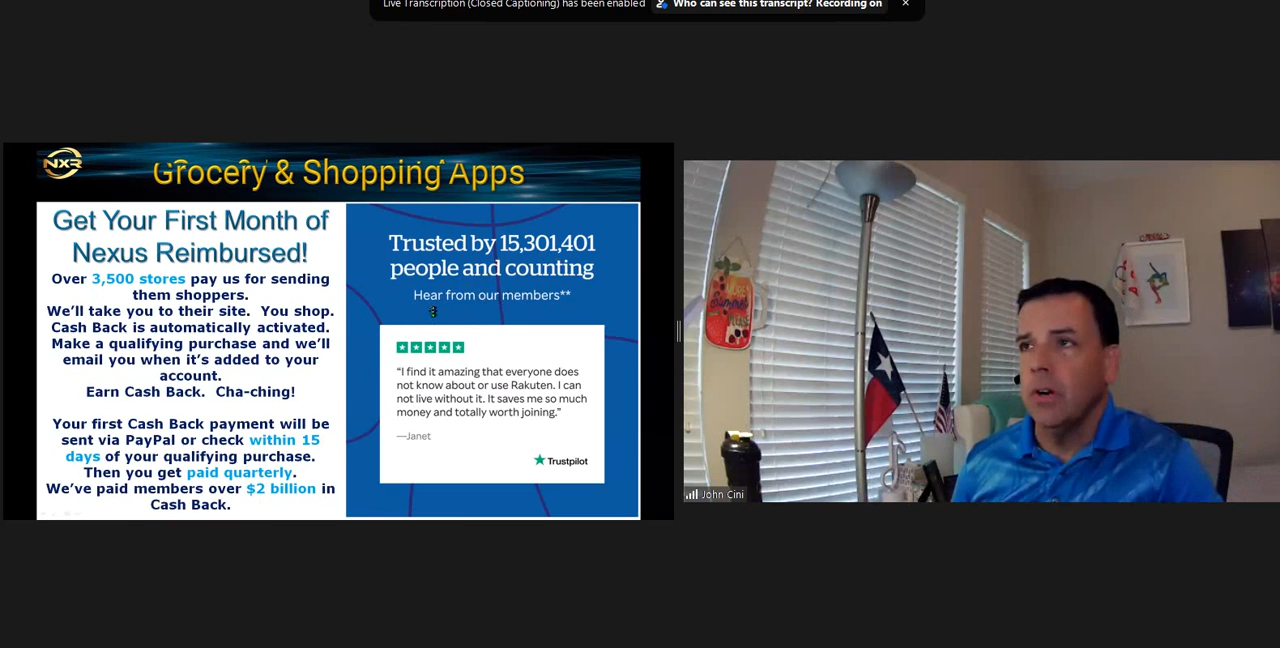 Live Transcription (Closed Captioning) has been enabled
Who can see this transcript? Recording on
NXR
Grocery & Shopping Apps
Get Your First Month of
Nexus Reimbursed!
Over 3,500 stores pay us for sending
them shoppers.
We'll take you to their site.  You shop.
Cash Back is automatically activated.
Make a qualifying purchase and we'll
email you when it's added to your
account.
Earn Cash Back.  Cha-ching!
Your first Cash Back payment will be
sent via PayPal or check within 15
days of your qualifying purchase.
Then you get paid quarterly.
We've paid members over $2 billion in
Cash Back.
Trusted by 15,301,401
people and counting
Hear from our members**
"I find it amazing that everyone does
not know about or use Rakuten. I can
not live without it. It saves me so much
money and totally worth joining."
—Janet
Trustpilot
John Cini